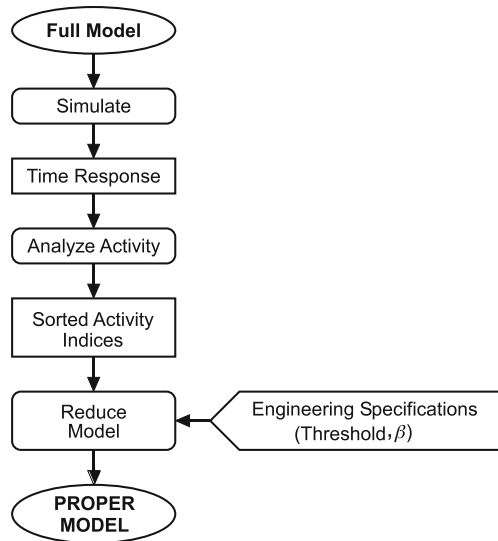 Full Model
Simulate
Time Response
Analyze Activity
Sorted Activity
Indices
Reduce
Model
Engineering Specifications
(Threshold, β)
PROPER
MODEL